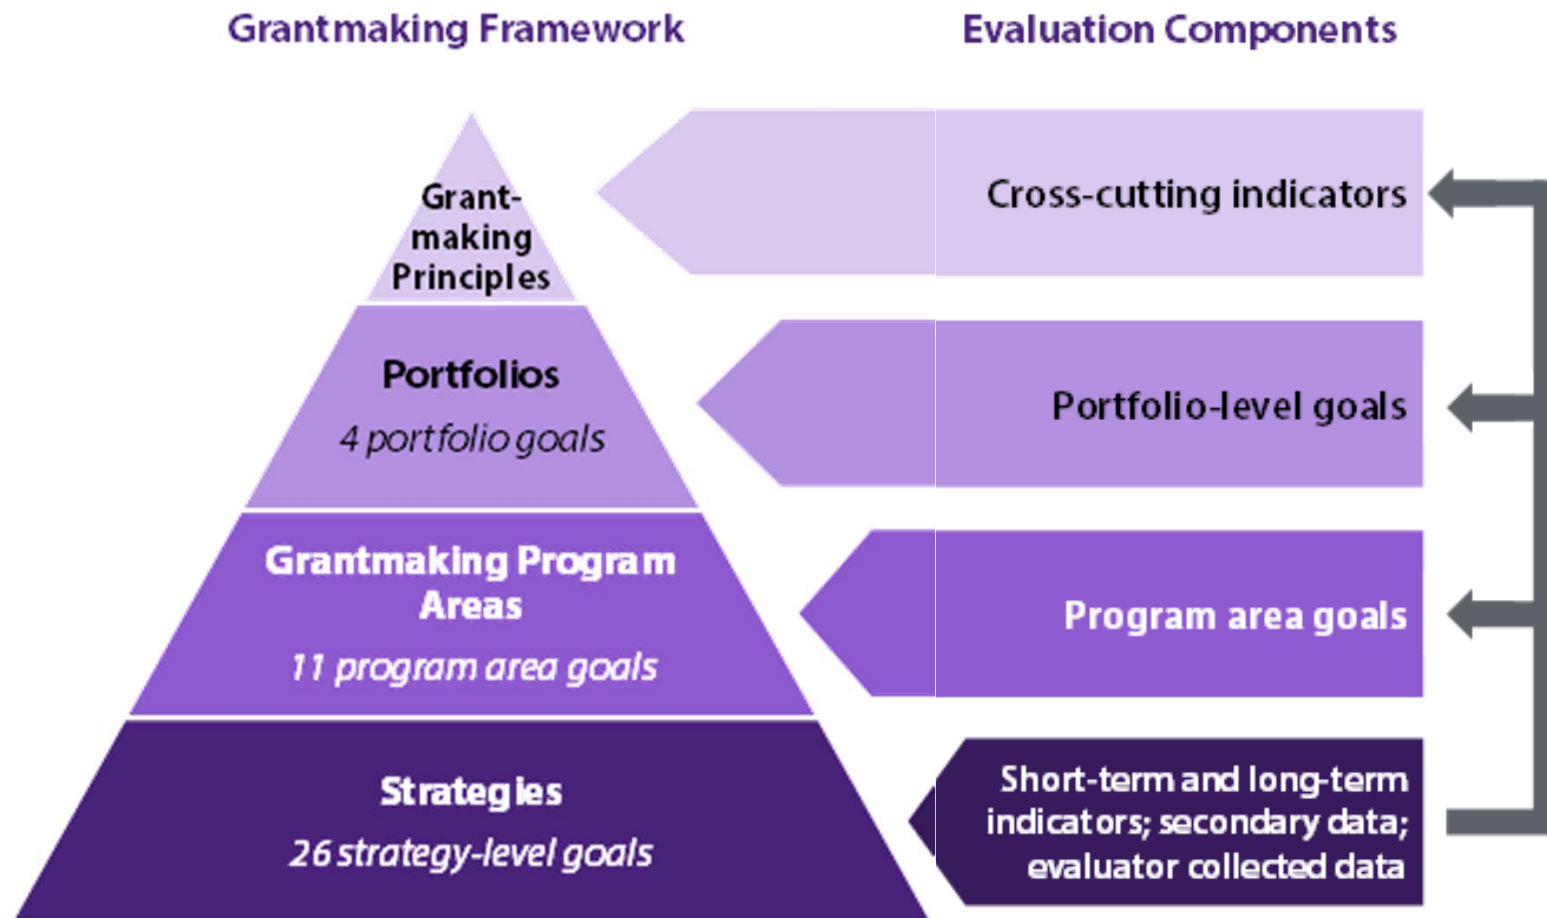 Grantmaking Framework
Evaluation Components
Grant-
making
Principles
Cross-cutting indicators
Portfolios
4 portfolio goals
Portfolio-level goals
Grantmaking Program
Areas
11 program area goals
Program area goals
Strategies
26 strategy-level goals
Short-term and long-term
indicators; secondary data;
evaluator collected data